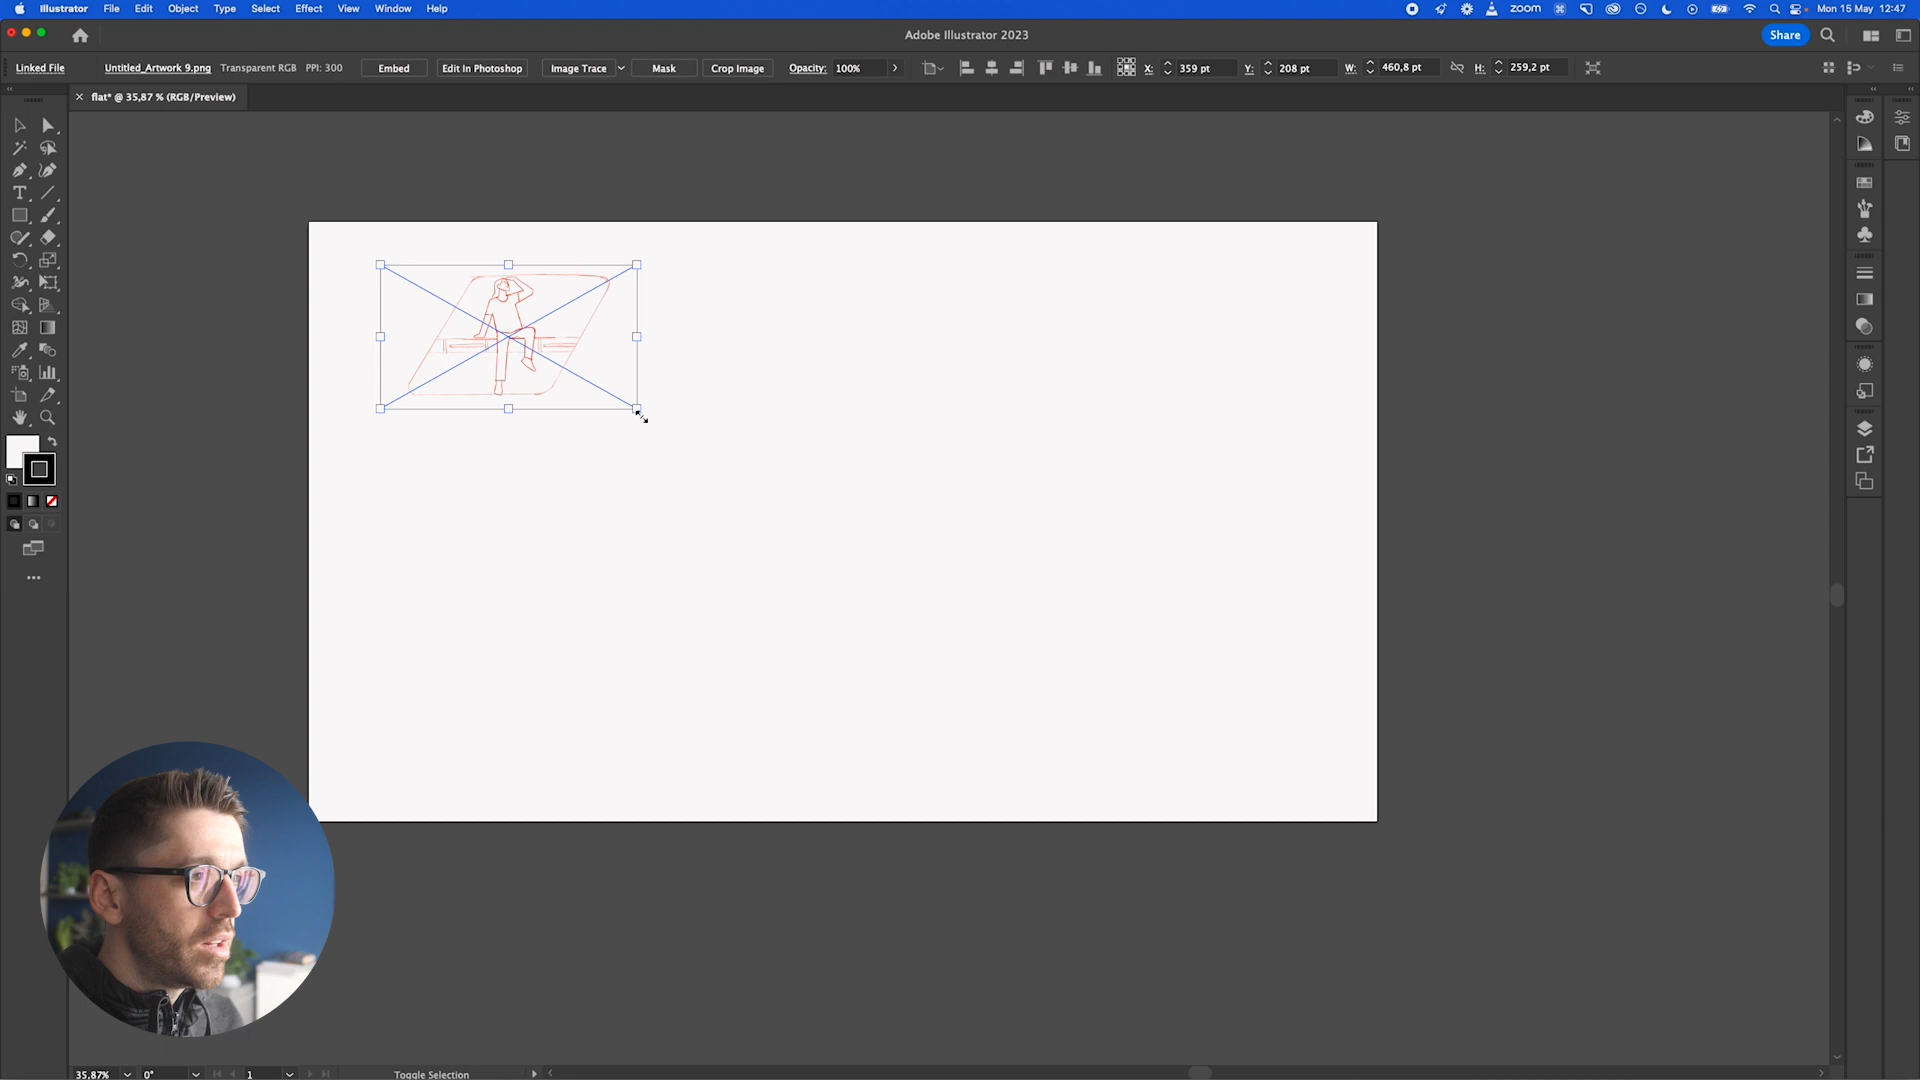 Illustrator File Edit Object Type Select Effect View Window Help zoom Mon 15 May 12:47
Adobe Illustrator 2023 Share
Linked File Untitled_Artwork 9.png Transparent RGB PPI: 300 Embed Edit In Photoshop Image Trace Mask Crop Image Opacity: 100% X: 359 pt Y: 208 pt W: 460,8 pt H: 259,2 pt
flat* @ 35,87 % (RGB/Preview)
35,87% 0° 1 Toggle Selection